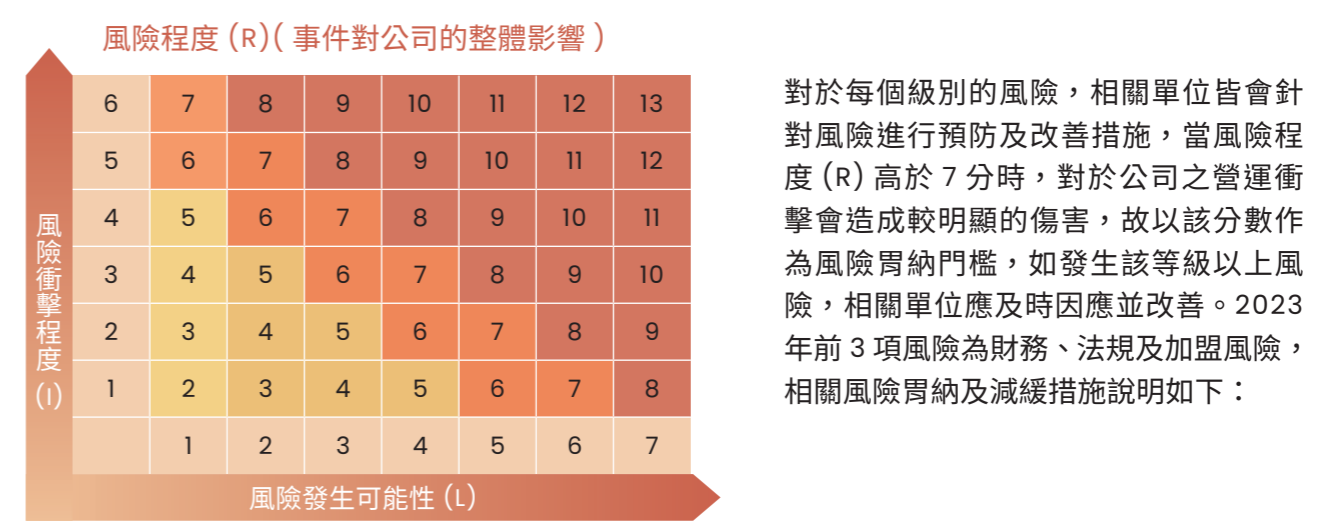 風險程度 (R)( 事件對公司的整體影響 )
6 7 8 9 10 11 12 13
5 6 7 8 9 10 11 12
4 5 6 7 8 9 10 11
3 4 5 6 7 8 9 10
2 3 4 5 6 7 8 9
1 2 3 4 5 6 7 8
1 2 3 4 5 6 7
風險衝擊程度 (I)
風險發生可能性 (L)
對於每個級別的風險，相關單位皆會針
對風險進行預防及改善措施，當風險程
度 (R) 高於 7 分時，對於公司之營運衝
擊會造成較明顯的傷害，故以該分數作
為風險胃納門檻，如發生該等級以上風
險，相關單位應及時因應並改善。2023
年前 3 項風險為財務、法規及加盟風險，
相關風險胃納及減緩措施說明如下：